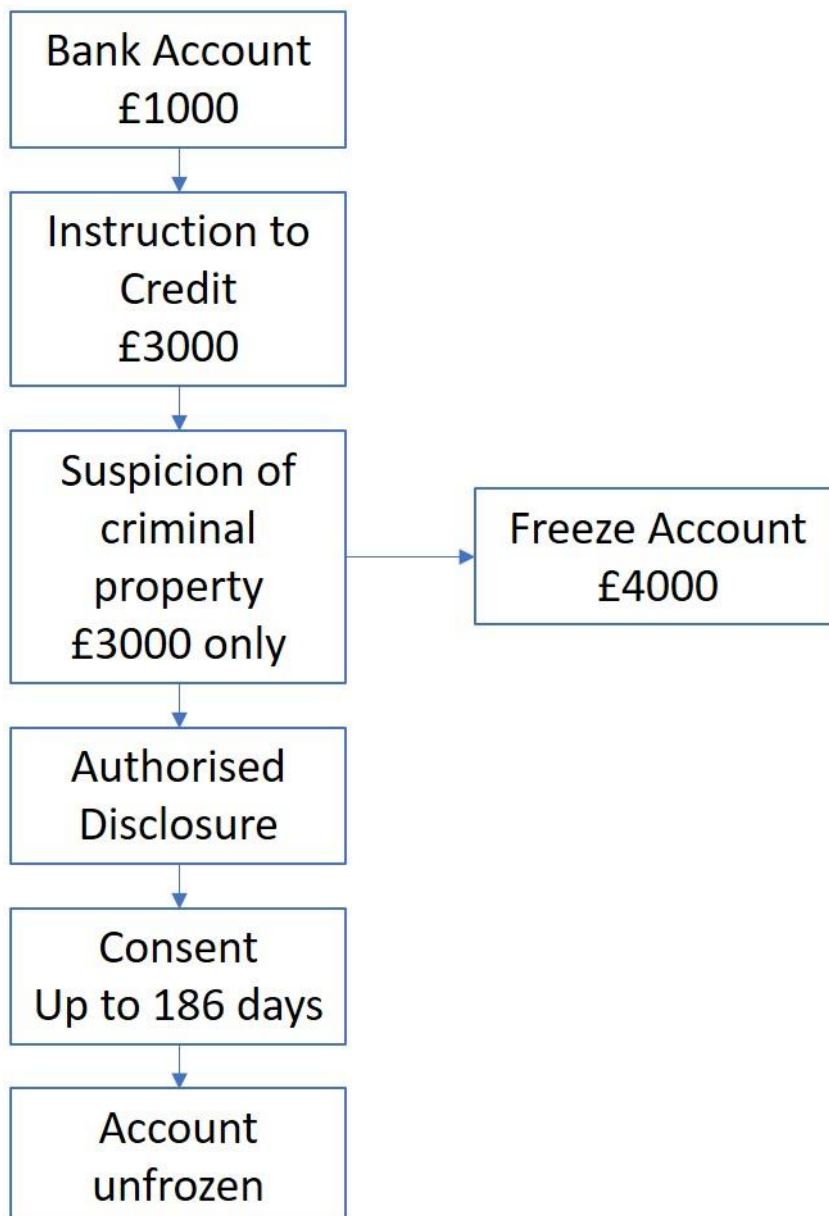 Bank Account
£1000
Instruction to
Credit
£3000
Suspicion of
criminal
property
£3000 only
Freeze Account
£4000
Authorised
Disclosure
Consent
Up to 186 days
Account
unfrozen